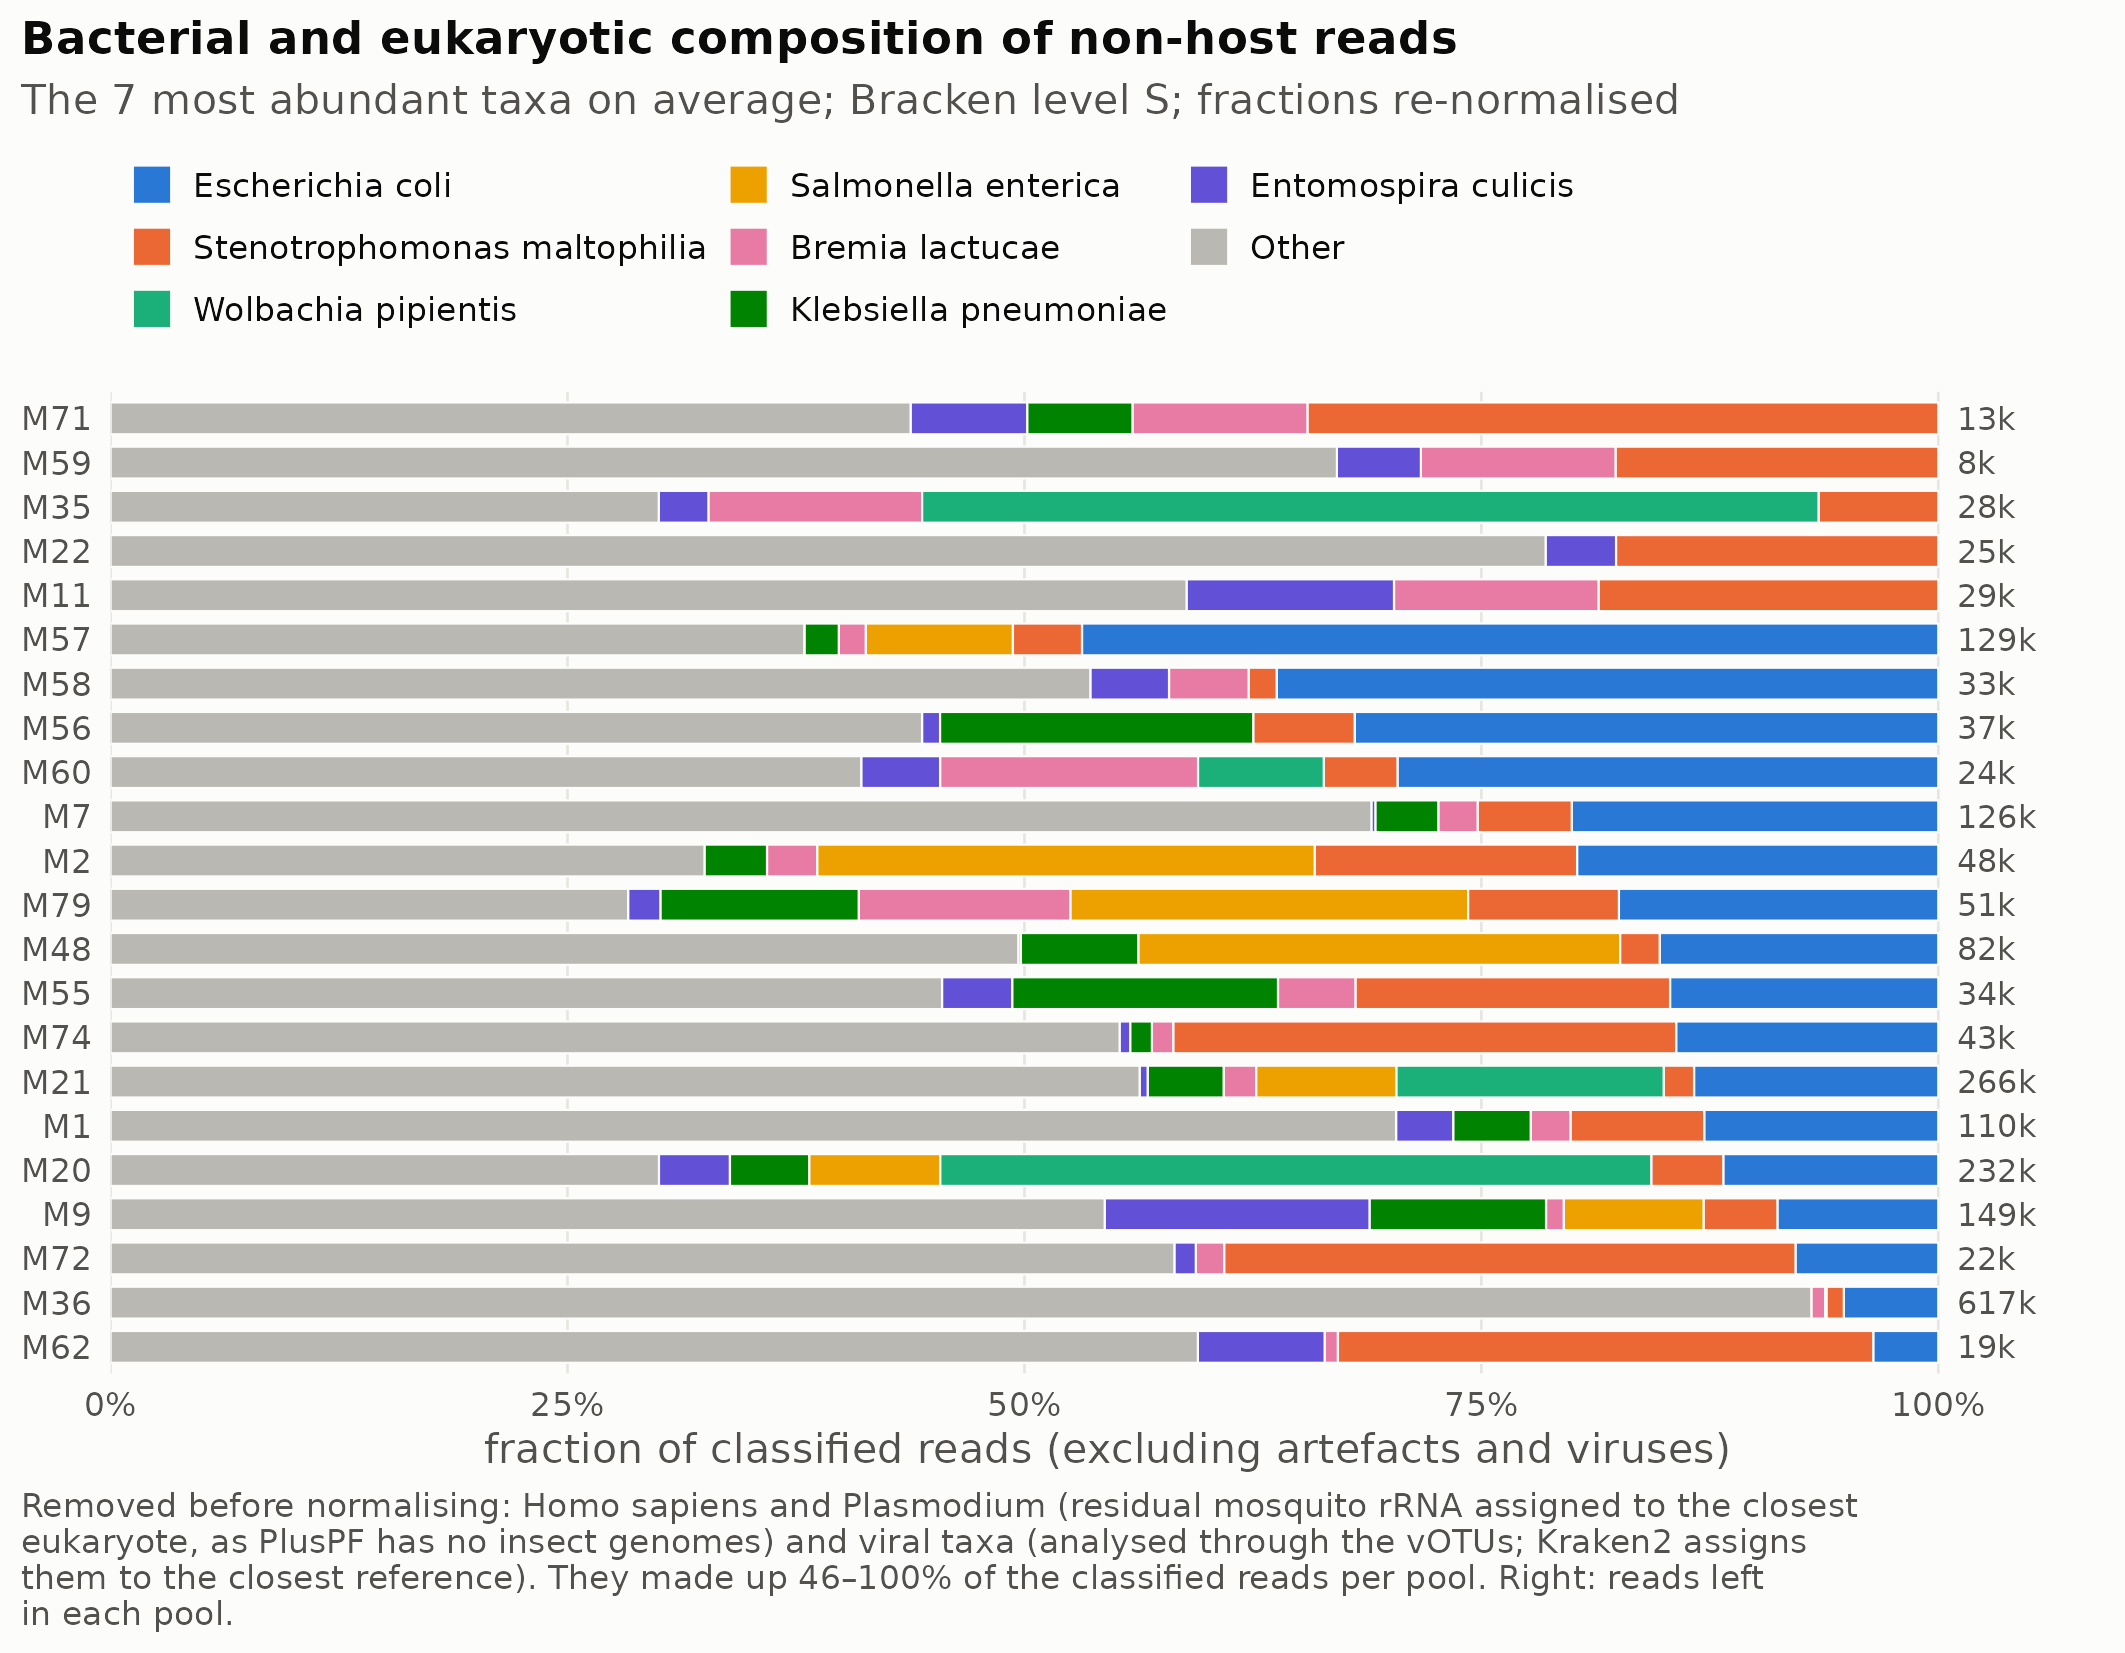 Bacterial and eukaryotic composition of non-host reads
The 7 most abundant taxa on average; Bracken level S; fractions re-normalised
Escherichia coli
Stenotrophomonas maltophilia
Wolbachia pipientis
Salmonella enterica
Bremia lactucae
Klebsiella pneumoniae
Entomospira culicis
Other
M71 13k
M59 8k
M35 28k
M22 25k
M11 29k
M57 129k
M58 33k
M56 37k
M60 24k
M7 126k
M2 48k
M79 51k
M48 82k
M55 34k
M74 43k
M21 266k
M1 110k
M20 232k
M9 149k
M72 22k
M36 617k
M62 19k
0% 25% 50% 75% 100%
fraction of classified reads (excluding artefacts and viruses)
Removed before normalising: Homo sapiens and Plasmodium (residual mosquito rRNA assigned to the closest
eukaryote, as PlusPF has no insect genomes) and viral taxa (analysed through the vOTUs; Kraken2 assigns
them to the closest reference). They made up 46–100% of the classified reads per pool. Right: reads left
in each pool.